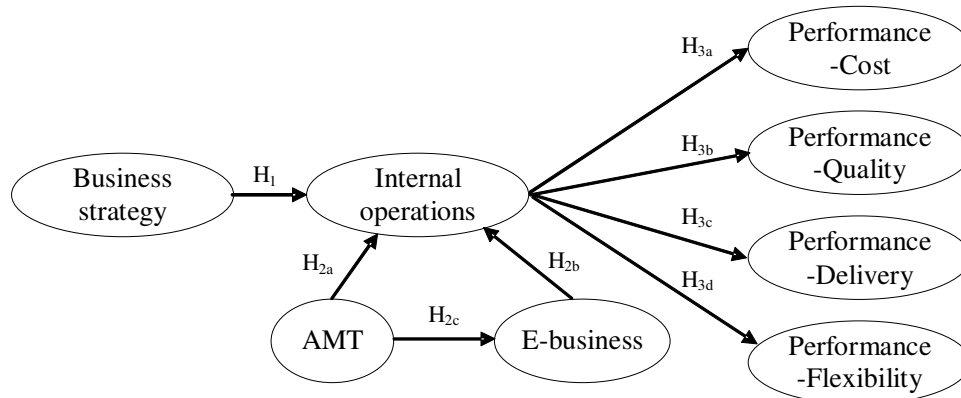 Performance
-Cost
H3a
Performance
-Quality
H3b
Business
strategy
H1
Internal
operations
H3c
Performance
-Delivery
H2a
H2b
H3d
H2c
AMT
E-business
Performance
-Flexibility